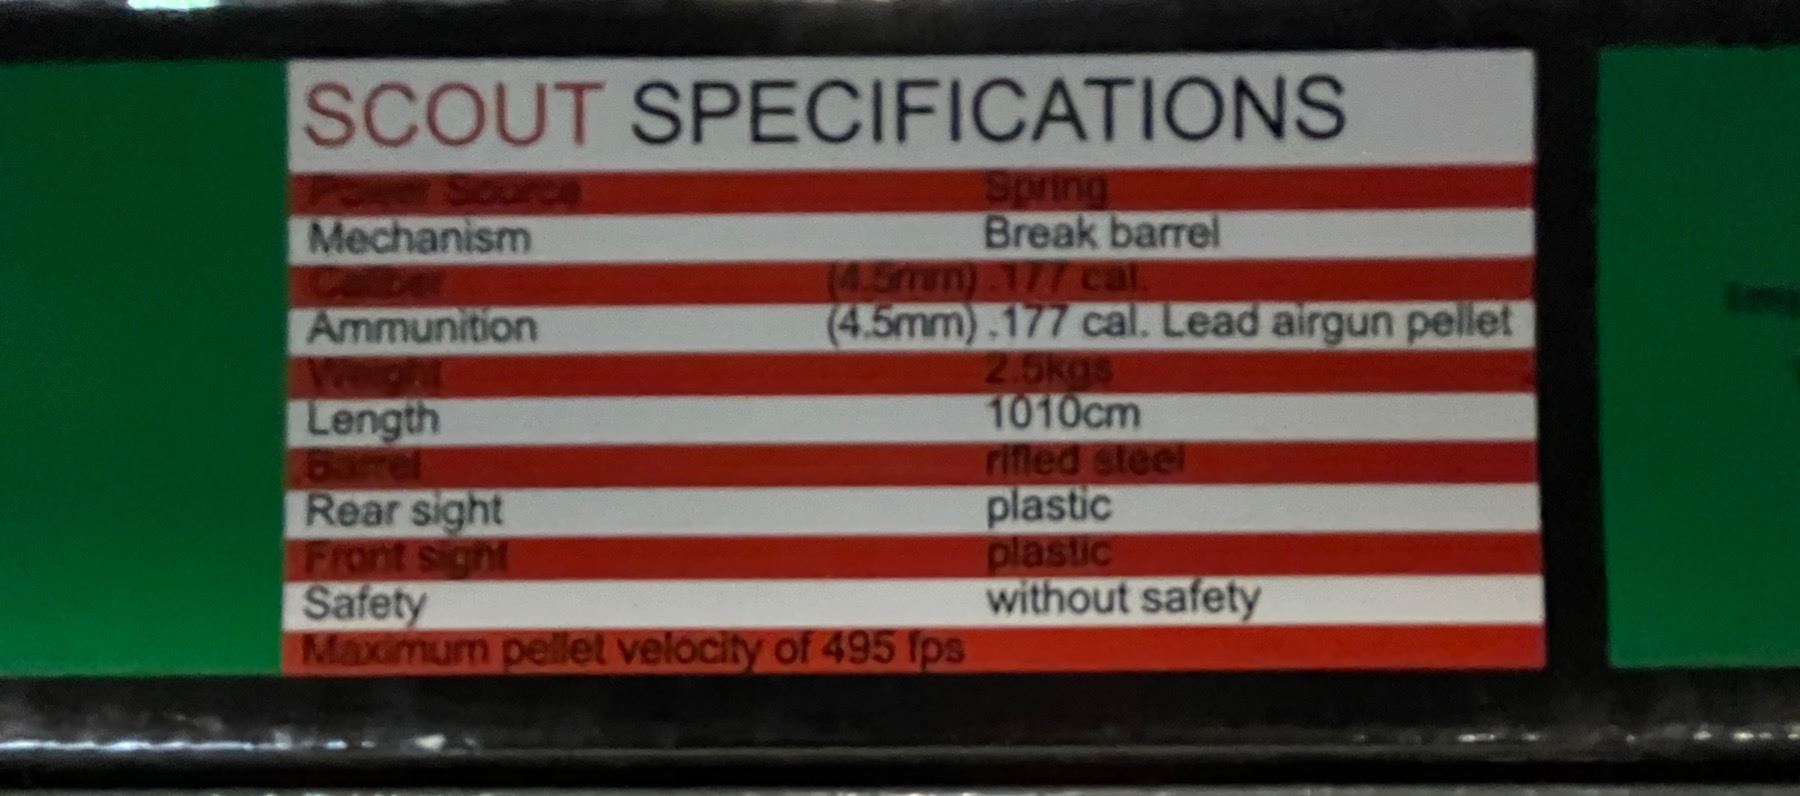 SCOUT SPECIFICATIONS
Power Source Spring
Mechanism Break barrel
Caliber (4.5mm) .177 cal.
Ammunition (4.5mm) .177 cal. Lead airgun pellet
Weight 2.5kgs
Length 1010cm
Barrel rifled steel
Rear sight plastic
Front sight plastic
Safety without safety
Maximum pellet velocity of 495 fps